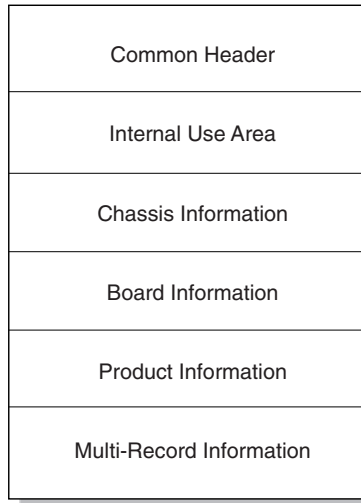 Common Header
Internal Use Area
Chassis Information
Board Information
Product Information
Multi-Record Information